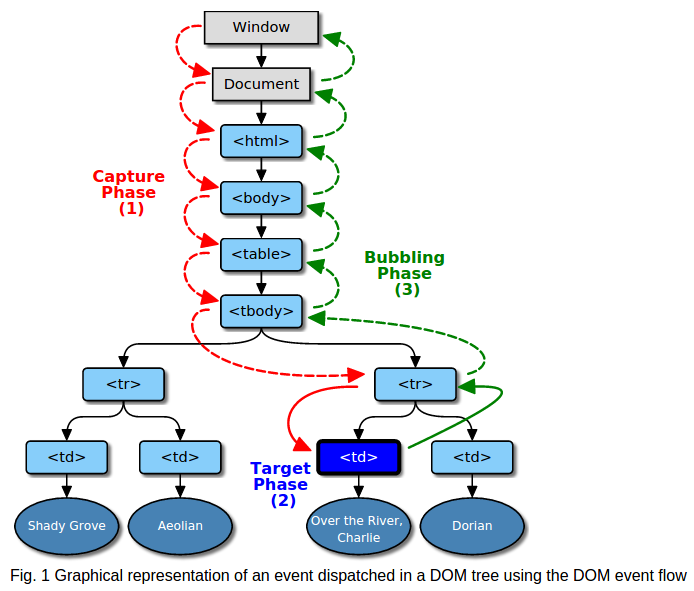 Window
Document
<html>
Capture
Phase
(1)
<body>
<table>
Bubbling
Phase
(3)
<tbody>
<tr>
<tr>
<td>
<td>
<td>
<td>
Target
Phase
(2)
Shady Grove
Aeolian
Over the River,
Charlie
Dorian
Fig. 1 Graphical representation of an event dispatched in a DOM tree using the DOM event flow